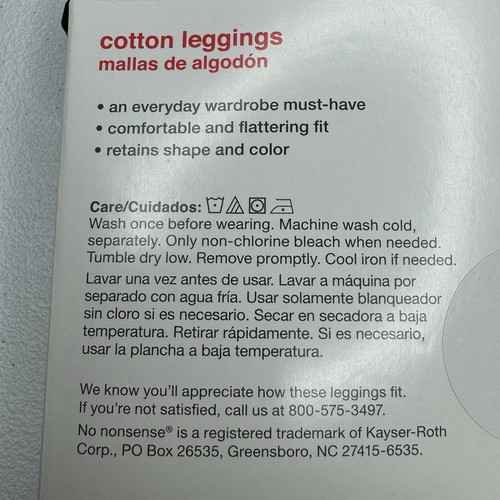 cotton leggings
mallas de algodón
• an everyday wardrobe must-have
• comfortable and flattering fit
• retains shape and color
Care/Cuidados:
Wash once before wearing. Machine wash cold,
separately. Only non-chlorine bleach when needed.
Tumble dry low. Remove promptly. Cool iron if needed.
Lavar una vez antes de usar. Lavar a máquina por
separado con agua fría. Usar solamente blanqueador
sin cloro si es necesario. Secar en secadora a baja
temperatura. Retirar rápidamente. Si es necesario,
usar la plancha a baja temperatura.
We know you'll appreciate how these leggings fit.
If you're not satisfied, call us at 800-575-3497.
No nonsense® is a registered trademark of Kayser-Roth
Corp., PO Box 26535, Greensboro, NC 27415-6535.